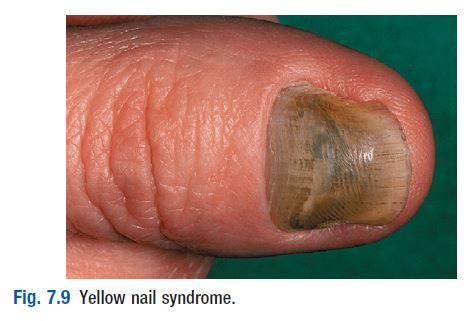 Fig. 7.9 Yellow nail syndrome.